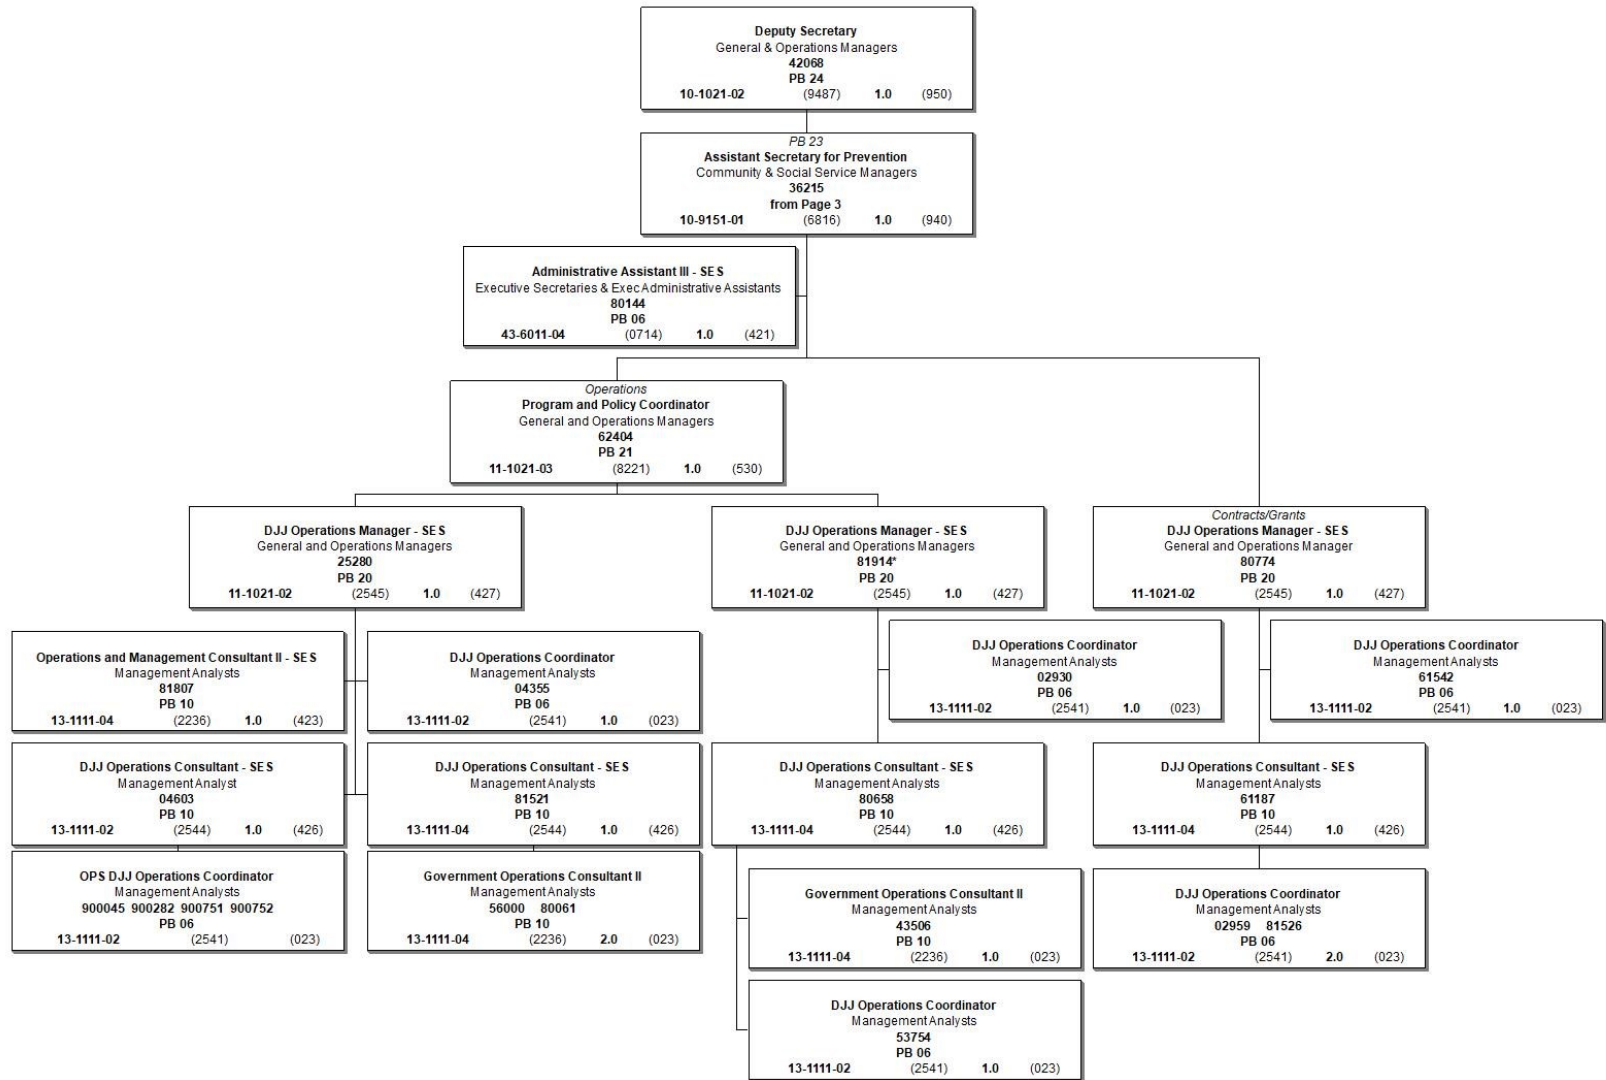 Deputy Secretary
General & Operations Managers
42068
PB 24
10-1021-02 (9487) 1.0 (950)
PB 23
Assistant Secretary for Prevention
Community & Social Service Managers
36215
from Page 3
10-9151-01 (6816) 1.0 (940)
Administrative Assistant III - SES
Executive Secretaries & Exec Administrative Assistants
80144
PB 06
43-6011-04 (0714) 1.0 (421)
Operations
Program and Policy Coordinator
General and Operations Managers
62404
PB 21
11-1021-03 (8221) 1.0 (530)
DJJ Operations Manager - SES
General and Operations Managers
25280
PB 20
11-1021-02 (2545) 1.0 (427)
DJJ Operations Manager - SES
General and Operations Managers
81914*
PB 20
11-1021-02 (2545) 1.0 (427)
Contracts/Grants
DJJ Operations Manager - SES
General and Operations Manager
80774
PB 20
11-1021-02 (2545) 1.0 (427)
Operations and Management Consultant II - SES
Management Analysts
81807
PB 10
13-1111-04 (2236) 1.0 (423)
DJJ Operations Coordinator
Management Analysts
04355
PB 06
13-1111-02 (2541) 1.0 (023)
DJJ Operations Coordinator
Management Analysts
02930
PB 06
13-1111-02 (2541) 1.0 (023)
DJJ Operations Coordinator
Management Analysts
61542
PB 06
13-1111-02 (2541) 1.0 (023)
DJJ Operations Consultant - SES
Management Analyst
04603
PB 10
13-1111-02 (2544) 1.0 (426)
DJJ Operations Consultant - SES
Management Analysts
81521
PB 10
13-1111-04 (2544) 1.0 (426)
DJJ Operations Consultant - SES
Management Analysts
80658
PB 10
13-1111-04 (2544) 1.0 (426)
DJJ Operations Consultant - SES
Management Analysts
61187
PB 10
13-1111-04 (2544) 1.0 (426)
OPS DJJ Operations Coordinator
Management Analysts
900045 900282 900751 900752
PB 06
13-1111-02 (2541) (023)
Government Operations Consultant II
Management Analysts
56000 80061
PB 10
13-1111-04 (2236) 2.0 (023)
Government Operations Consultant II
Management Analysts
43506
PB 10
13-1111-04 (2236) 1.0 (023)
DJJ Operations Coordinator
Management Analysts
02959 81526
PB 06
13-1111-02 (2541) 2.0 (023)
DJJ Operations Coordinator
Management Analysts
53754
PB 06
13-1111-02 (2541) 1.0 (023)